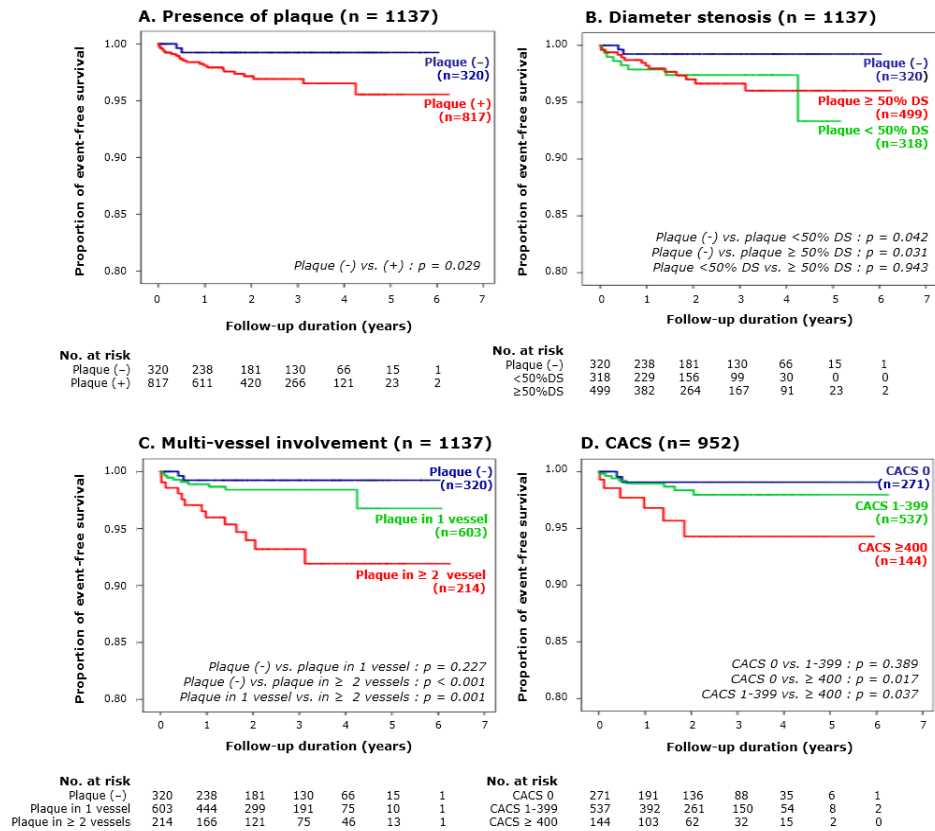 A. Presence of plaque (n = 1137)
Proportion of event-free survival
1.00
0.95
0.90
0.85
0.80
Plaque (–)
(n=320)
Plaque (+)
(n=817)
Plaque (-) vs. (+) : p = 0.029
0 1 2 3 4 5 6 7
Follow-up duration (years)
No. at risk
Plaque (–) 320 238 181 130 66 15 1
Plaque (+) 817 611 420 266 121 23 2
B. Diameter stenosis (n = 1137)
Proportion of event-free survival
1.00
0.95
0.90
0.85
0.80
Plaque (–)
(n=320)
Plaque ≥ 50% DS
(n=499)
Plaque < 50% DS
(n=318)
Plaque (-) vs. plaque <50% DS : p = 0.042
Plaque (-) vs. plaque ≥ 50% DS : p = 0.031
Plaque <50% DS vs. ≥ 50% DS : p = 0.943
0 1 2 3 4 5 6 7
Follow-up duration (years)
No. at risk
Plaque (–) 320 238 181 130 66 15 1
<50%DS 318 229 156 99 30 0 0
≥50%DS 499 382 264 167 91 23 2
C. Multi-vessel involvement (n = 1137)
Proportion of event-free survival
1.00
0.95
0.90
0.85
0.80
Plaque (-)
(n=320)
Plaque in 1 vessel
(n=603)
Plaque in ≥ 2 vessel
(n=214)
Plaque (-) vs. plaque in 1 vessel : p = 0.227
Plaque (-) vs. plaque in ≥ 2 vessels : p < 0.001
Plaque in 1 vessel vs. in ≥ 2 vessels : p = 0.001
0 1 2 3 4 5 6 7
Follow-up duration (years)
No. at risk
Plaque (–) 320 238 181 130 66 15 1
Plaque in 1 vessel 603 444 299 191 75 10 1
Plaque in ≥ 2 vessels 214 166 121 75 46 13 1
D. CACS (n= 952)
Proportion of event-free survival
1.00
0.95
0.90
0.85
0.80
CACS 0
(n=271)
CACS 1-399
(n=537)
CACS ≥400
(n=144)
CACS 0 vs. 1-399 : p = 0.389
CACS 0 vs. ≥ 400 : p = 0.017
CACS 1-399 vs. ≥ 400 : p = 0.037
0 1 2 3 4 5 6 7
Follow-up duration (years)
No. at risk
CACS 0 271 191 136 88 35 6 1
CACS 1-399 537 392 261 150 54 8 2
CACS ≥ 400 144 103 62 32 15 2 0